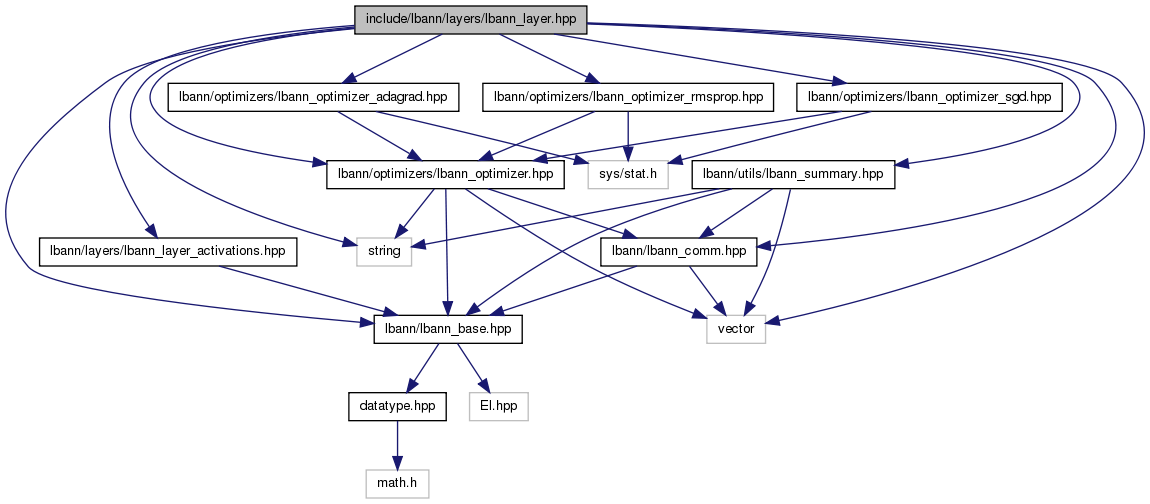 include/lbann/layers/lbann_layer.hpp
lbann/optimizers/lbann_optimizer_adagrad.hpp
lbann/optimizers/lbann_optimizer_rmsprop.hpp
lbann/optimizers/lbann_optimizer_sgd.hpp
lbann/optimizers/lbann_optimizer.hpp
sys/stat.h
lbann/utils/lbann_summary.hpp
lbann/layers/lbann_layer_activations.hpp
string
lbann/lbann_comm.hpp
lbann/lbann_base.hpp
vector
datatype.hpp
El.hpp
math.h